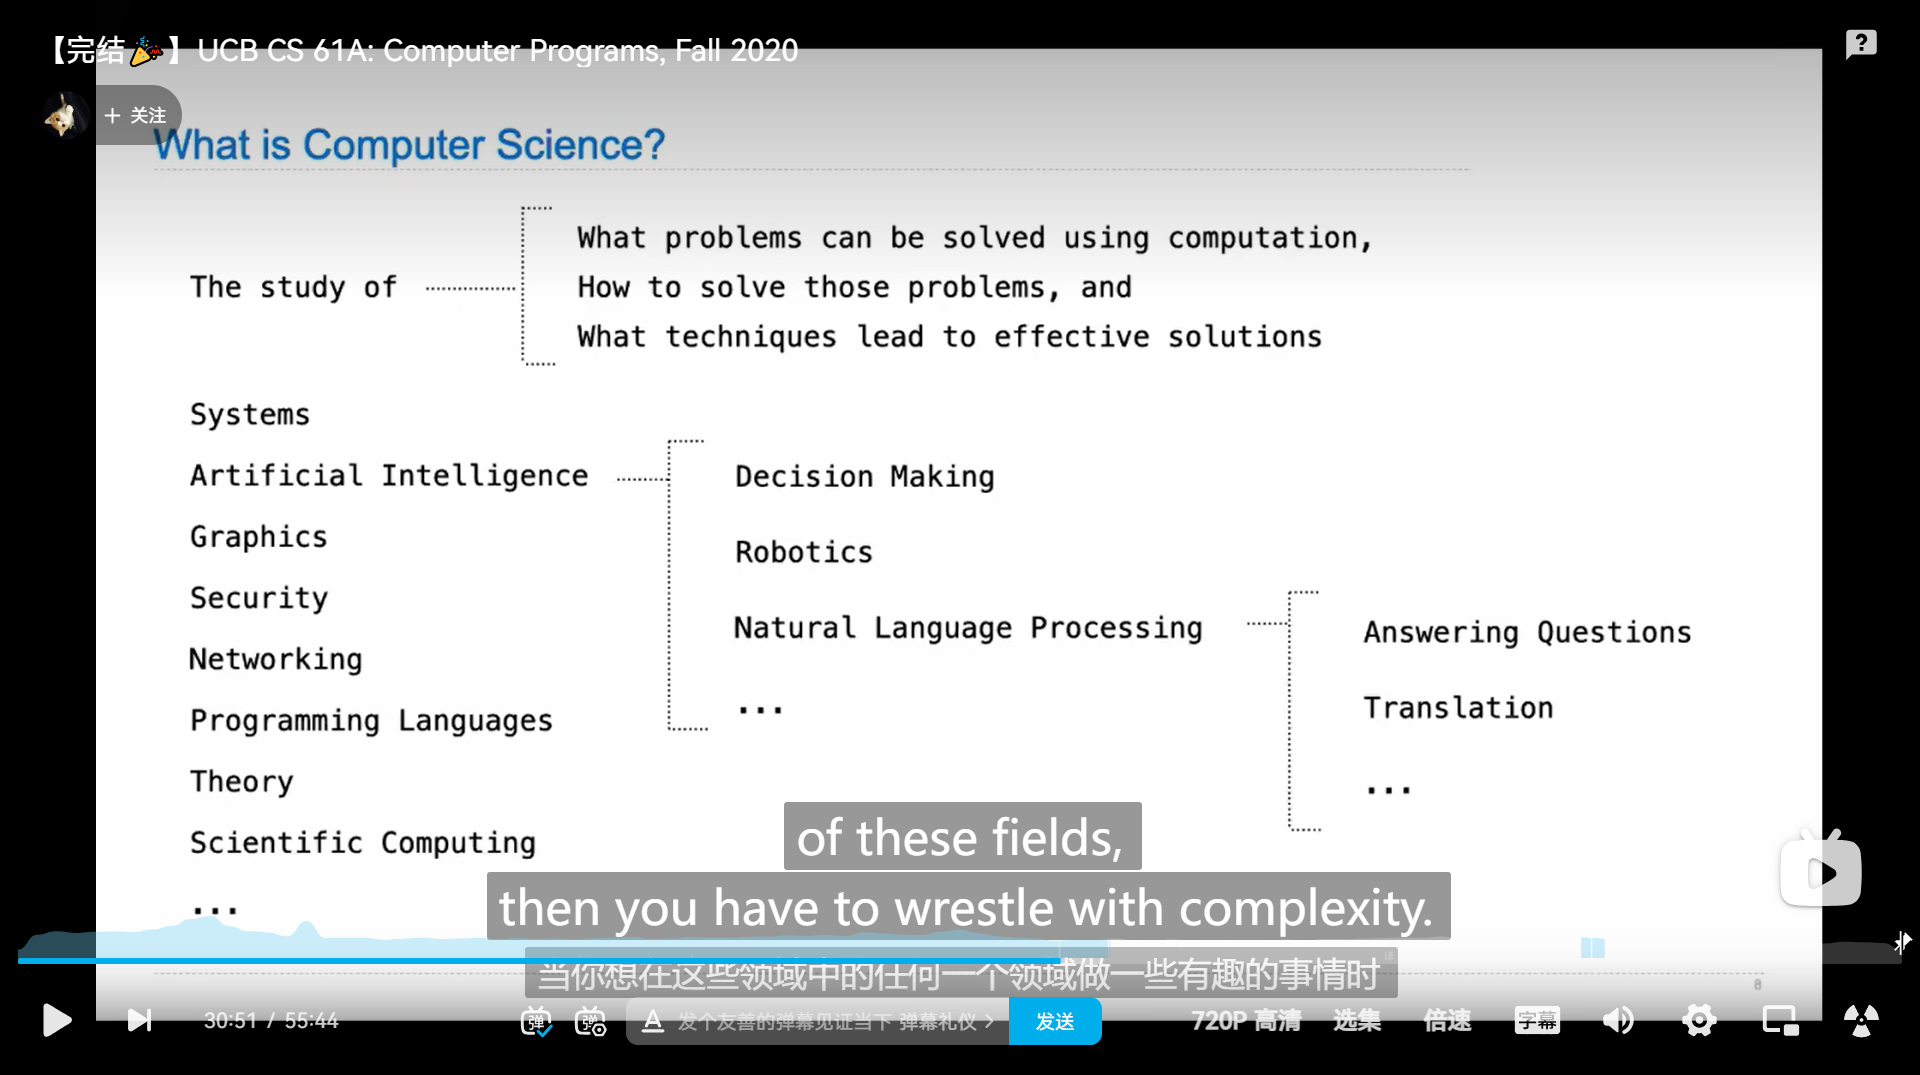 【完结🎉】UCB CS 61A: Computer Programs, Fall 2020
+ 关注
What is Computer Science?
The study of
What problems can be solved using computation,
How to solve those problems, and
What techniques lead to effective solutions
Systems
Artificial Intelligence
Graphics
Security
Networking
Programming Languages
Theory
Scientific Computing
...
Decision Making
Robotics
Natural Language Processing
...
Answering Questions
Translation
...
of these fields,
then you have to wrestle with complexity.
当你想在这些领域中的任何一个领域做一些有趣的事情时
8
30:51 / 55:44
弹
弹
A 发个友善的弹幕见证当下 弹幕礼仪 >
发送
720P 高清
选集
倍速
字幕